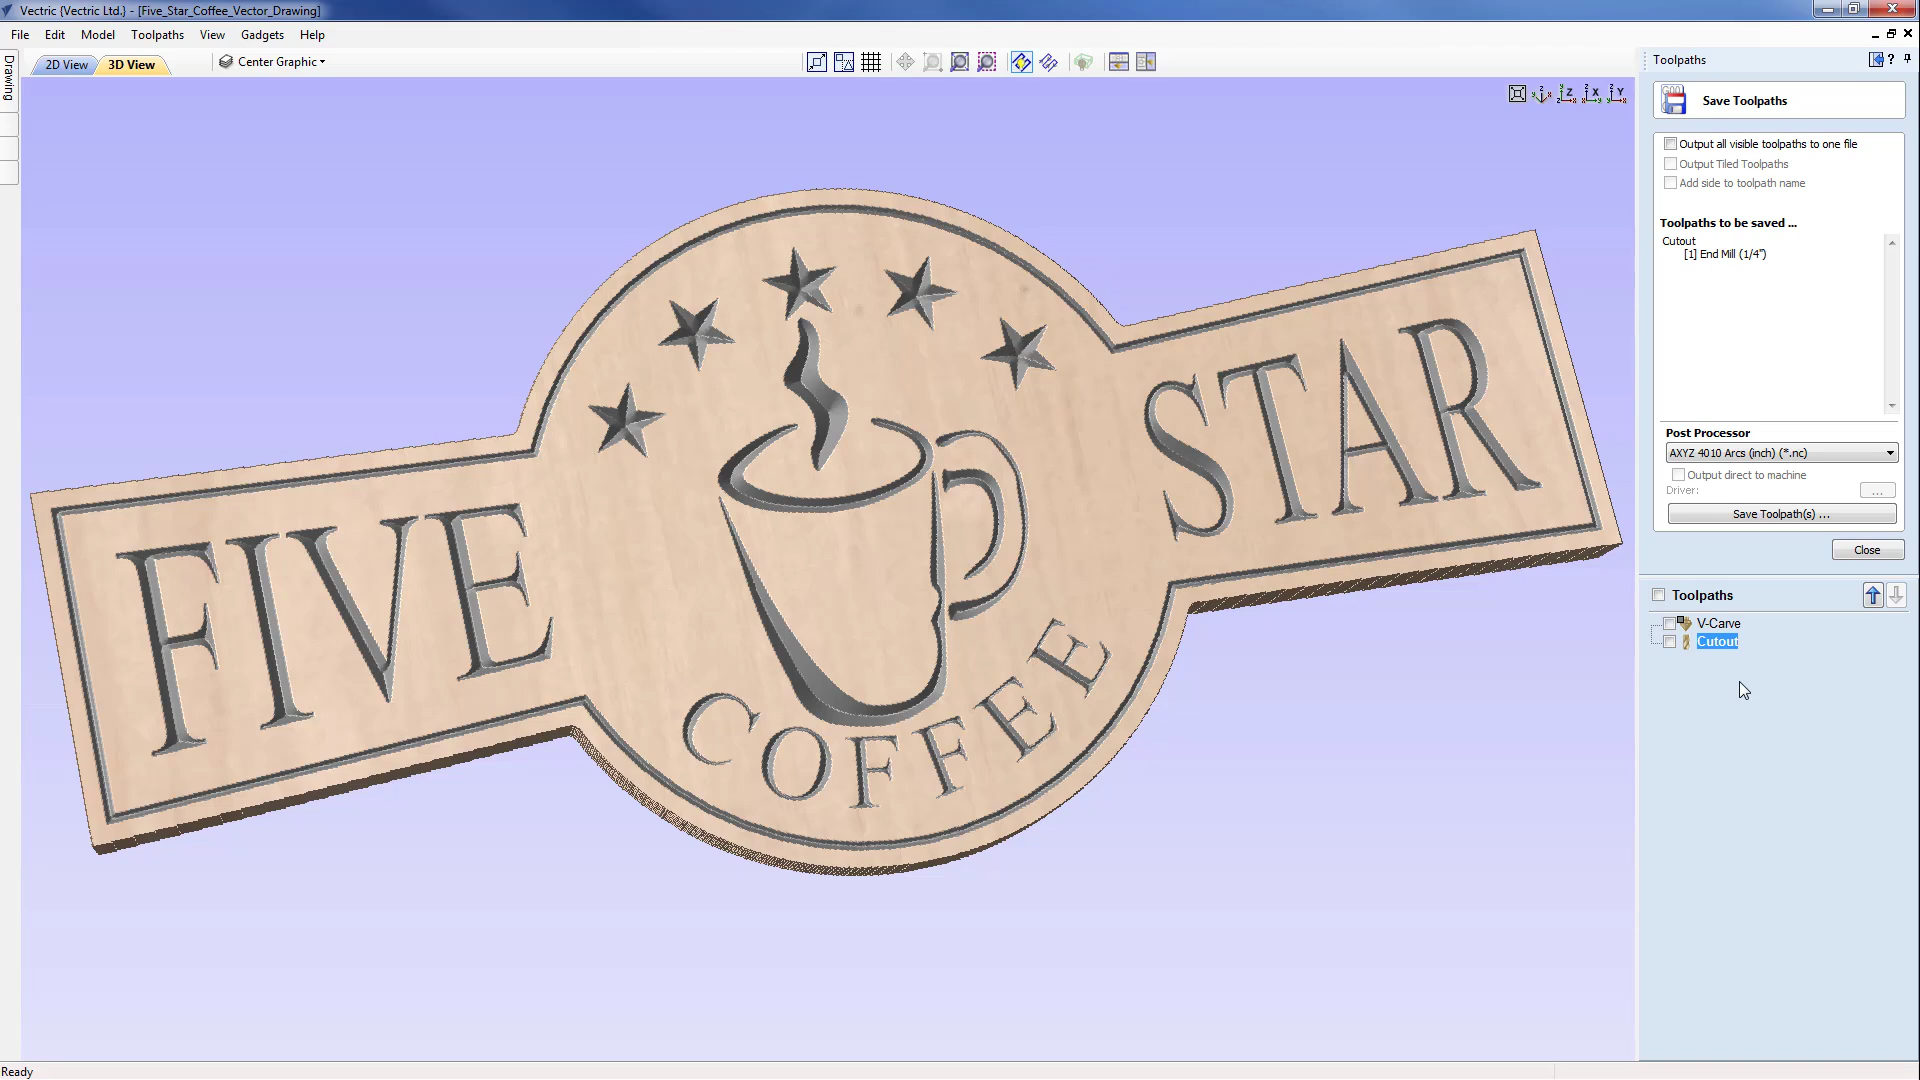 Vectric {Vectric Ltd.} - [Five_Star_Coffee_Vector_Drawing]
File Edit Model Toolpaths View Gadgets Help
Drawing
2D View 3D View Center Graphic
Z X Y
FIVE STAR
COFFEE
Toolpaths
?
Save Toolpaths
Output all visible toolpaths to one file
Output Tiled Toolpaths
Add side to toolpath name
Toolpaths to be saved ...
Cutout
[1] End Mill (1/4")
Post Processor
AXYZ 4010 Arcs (inch) (*.nc)
Output direct to machine
Driver: ...
Save Toolpath(s) ...
Close
Toolpaths
V-Carve
Cutout
Ready